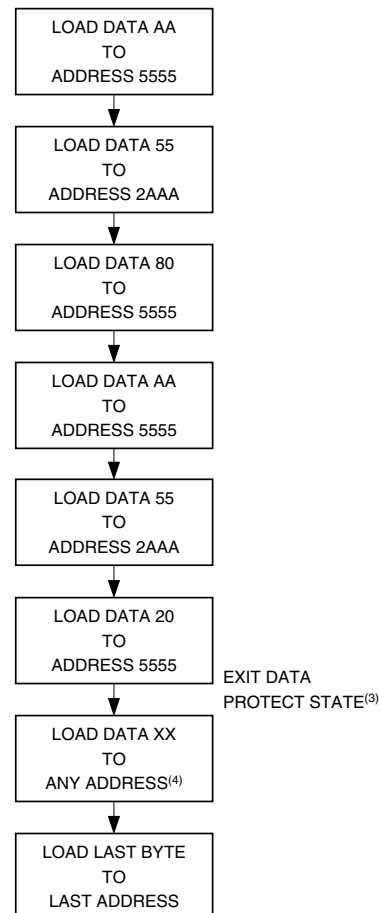 LOAD DATA AA
TO
ADDRESS 5555
LOAD DATA 55
TO
ADDRESS 2AAA
LOAD DATA 80
TO
ADDRESS 5555
LOAD DATA AA
TO
ADDRESS 5555
LOAD DATA 55
TO
ADDRESS 2AAA
LOAD DATA 20
TO
ADDRESS 5555
EXIT DATA
PROTECT STATE(3)
LOAD DATA XX
TO
ANY ADDRESS(4)
LOAD LAST BYTE
TO
LAST ADDRESS